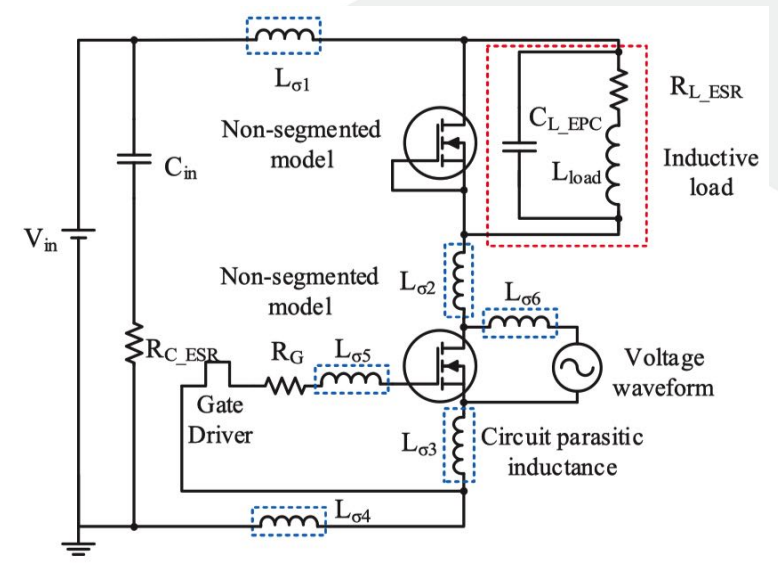 Lσ1
Non-segmented
model
Cin
CL_EPC
RL_ESR
Lload
Inductive
load
Vin
Non-segmented
model
Lσ2
Lσ6
RC_ESR
RG
Lσ5
Voltage
waveform
Gate
Driver
Lσ3
Circuit parasitic
inductance
Lσ4